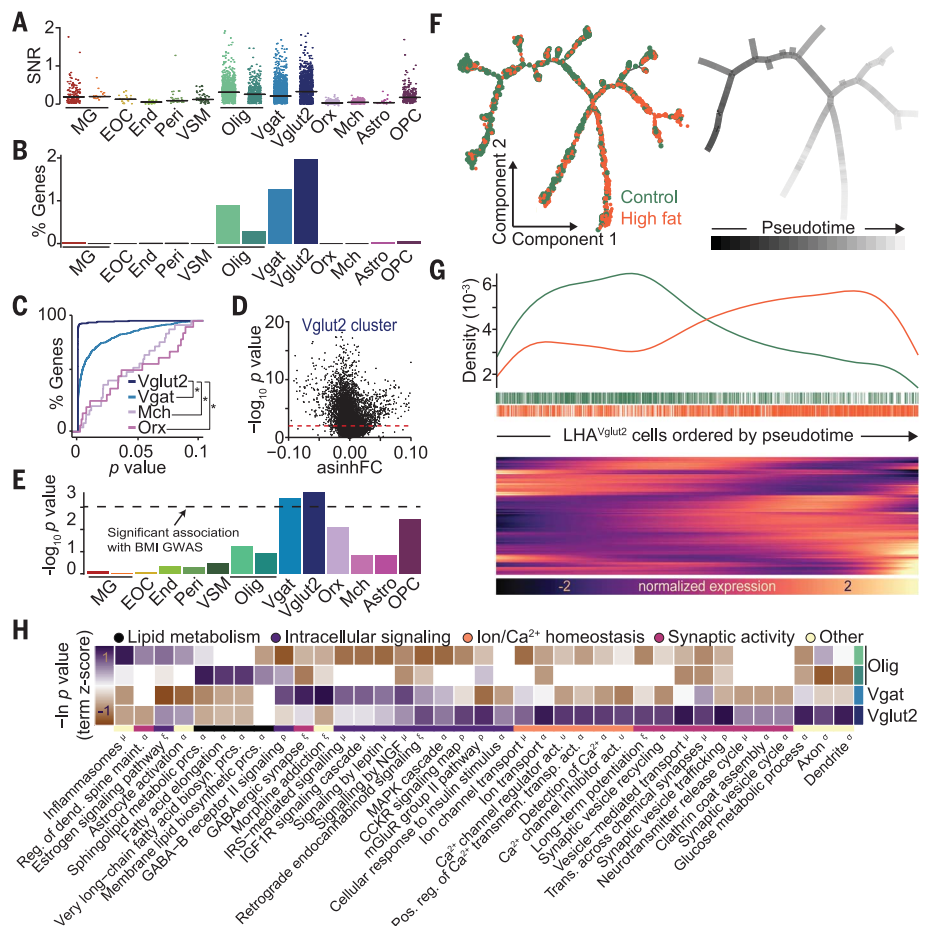 A
SNR
2
1
0
MG
EOC
End
Peri
VSM
Olig
Vgat
Vglut2
Orx
Mch
Astro
OPC
B
% Genes
2
1
0
MG
EOC
End
Peri
VSM
Olig
Vgat
Vglut2
Orx
Mch
Astro
OPC
C
% Genes
100
0
Vglut2
Vgat
Mch
Orx
*
*
*
0
0.05
0.1
p value
D
Vglut2 cluster
-log₁₀ p value
20
15
10
5
0
-0.10
0.00
0.10
asinhFC
E
-log₁₀ p value
3
2
1
0
Significant association
with BMI GWAS
MG
EOC
End
Peri
VSM
Olig
Vgat
Vglut2
Orx
Mch
Astro
OPC
F
Component 2
Component 1
Control
High fat
Pseudotime
G
Density (10⁻³)
6
4
2
LHA^Vglut2 cells ordered by pseudotime
-2
normalized expression
2
H
Lipid metabolism
Intracellular signaling
Ion/Ca²⁺ homeostasis
Synaptic activity
Other
−ln p value
(term z-score)
1
-1
Olig
Vgat
Vglut2
Inflammasomes
Reg. of dend. spine maint.
Estrogen signaling pathway
Astrocyte activation
Sphingolipid metabolic prcs.
Fatty acid elongation
Very long-chain fatty acid biosyn. prcs.
Membrane lipid biosynthetic prcs.
GABA−B receptor II signaling
GABAergic synapse
Morphine addiction
IRS-mediated signalling
IGF1R signaling cascade
Signaling by leptin
Signalling by NGF
Retrograde endocannabinoid signaling
MAPK cascade
CCKR signaling map
mGluR group III pathway
Cellular response to insulin stimulus
Ion channel transport
Ion transport
Ca²⁺ channel regulator act.
Pos. reg. of Ca²⁺ transmem. transp. act.
Detection of Ca²⁺
Ca²⁺ channel inhibitor act.
Long-term potentiation
Synaptic vesicle recycling
Vesicle−mediated transport
Trans. across chemical synapses
Synaptic vesicle trafficking
Neurotransmitter release cycle
Clathrin coat assembly
Synaptic vesicle cycle
Glucose metabolic process
Axon
Dendrite